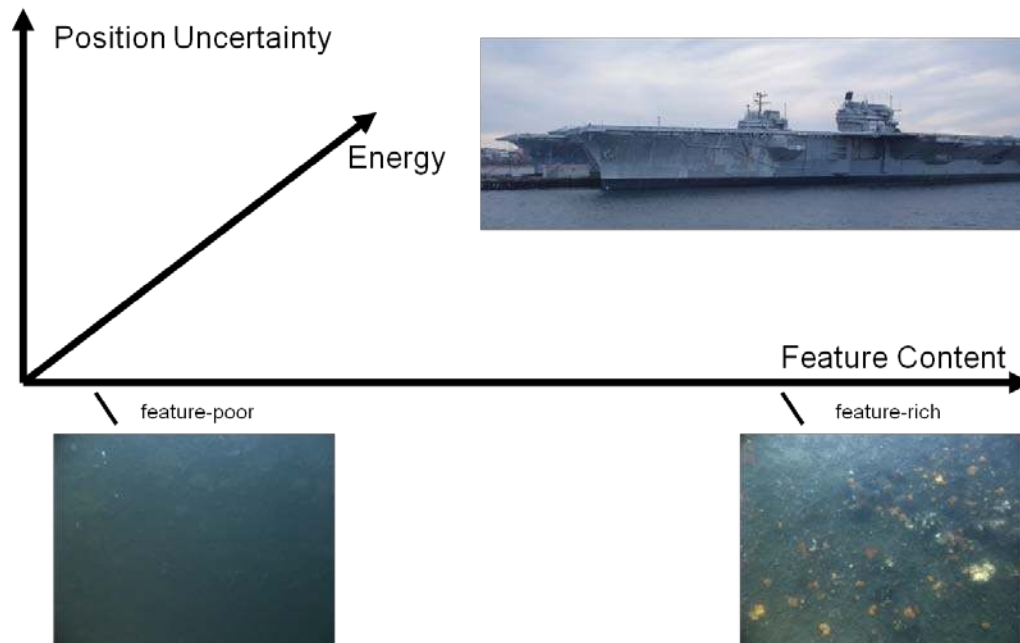 Position Uncertainty
Energy
Feature Content
feature-poor
feature-rich